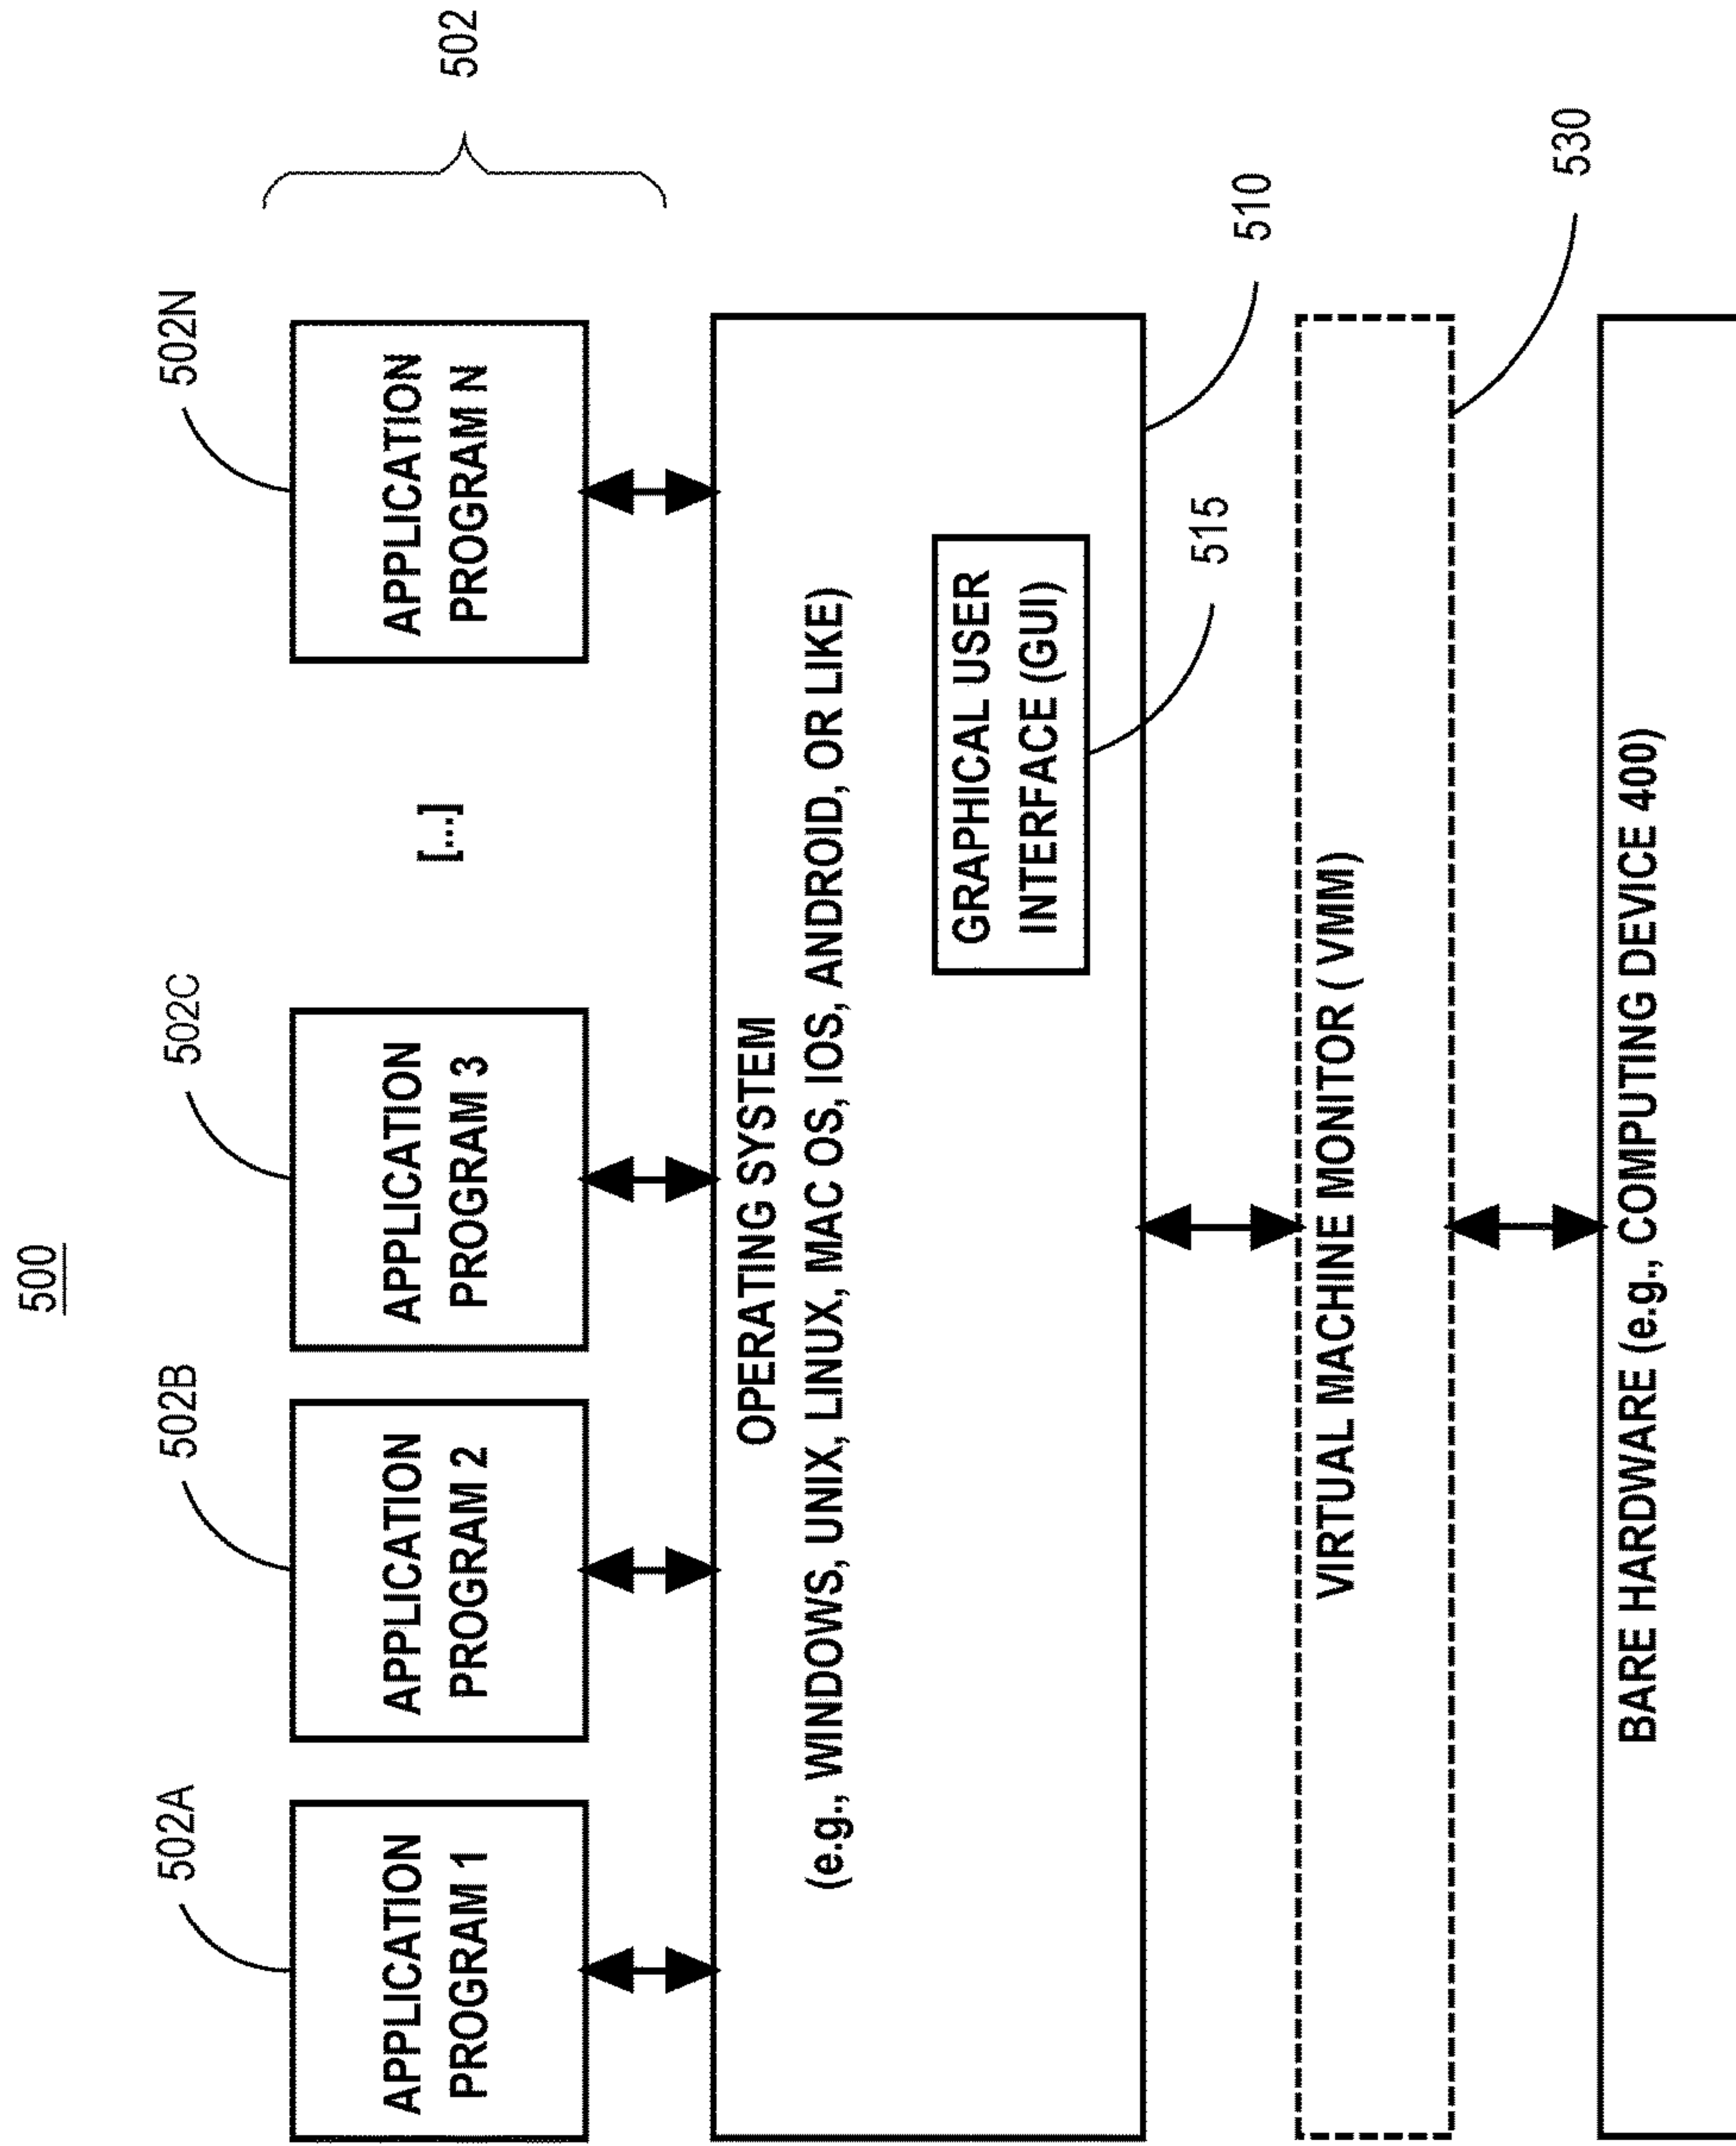 500
502
502A
502B
502C
502N
APPLICATION
PROGRAM 1
APPLICATION
PROGRAM 2
APPLICATION
PROGRAM 3
[...]
APPLICATION
PROGRAM N
OPERATING SYSTEM
(e.g., WINDOWS, UNIX, LINUX, MAC OS, IOS, ANDROID, OR LIKE)
GRAPHICAL USER
INTERFACE (GUI)
510
515
VIRTUAL MACHINE MONITOR ( VMM)
530
BARE HARDWARE (e.g., COMPUTING DEVICE 400)